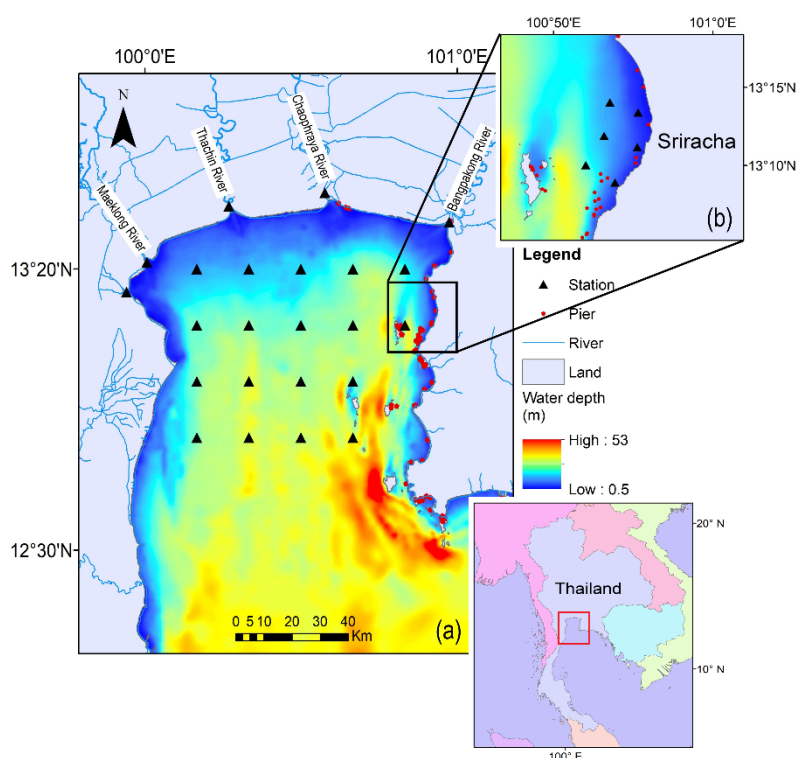 100°0'E
101°0'E
100°50'E
101°0'E
N
Maeklong River
Thachin River
Chaophraya River
Bangpakong River
13°15'N
13°10'N
Sriracha
(b)
13°20'N
12°30'N
Legend
Station
Pier
River
Land
Water depth
(m)
High : 53
Low : 0.5
0 5 10 20 30 40
Km
(a)
20° N
Thailand
10° N
100° E